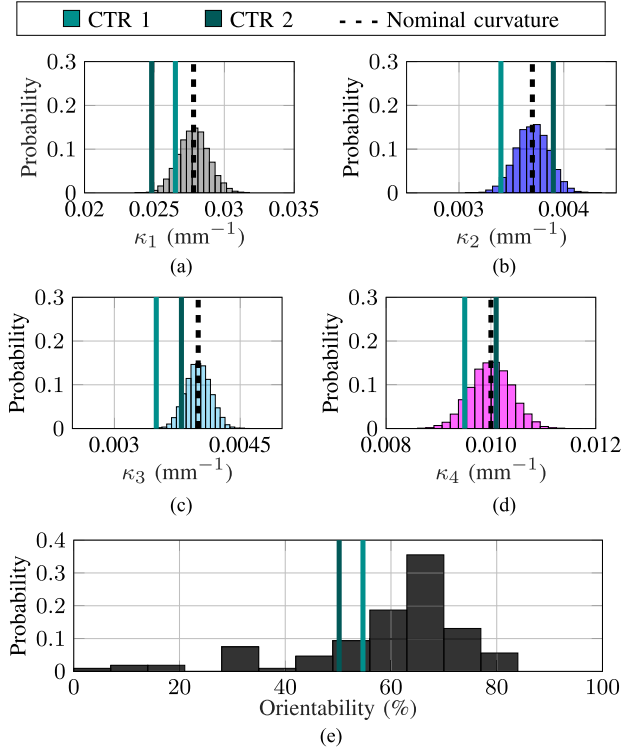 CTR 1 CTR 2 Nominal curvature
0.3 0.2 0.1 0 Probability 0.02 0.025 0.03 0.035
κ1 (mm−1)
(a)
0.3 0.2 0.1 0 Probability 0.003 0.004
κ2 (mm−1)
(b)
0.3 0.2 0.1 0 Probability 0.003 0.0045
κ3 (mm−1)
(c)
0.3 0.2 0.1 0 Probability 0.008 0.010 0.012
κ4 (mm−1)
(d)
0.4 0.3 0.2 0.1 0 Probability 0 20 40 60 80 100
Orientability (%)
(e)